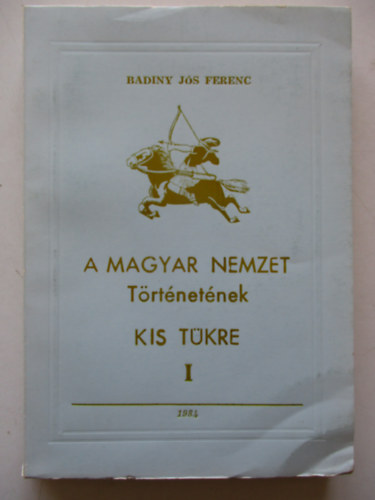 BADINY JÓS FERENC
A MAGYAR NEMZET
Történetének
KIS TÜKRE
I
1984